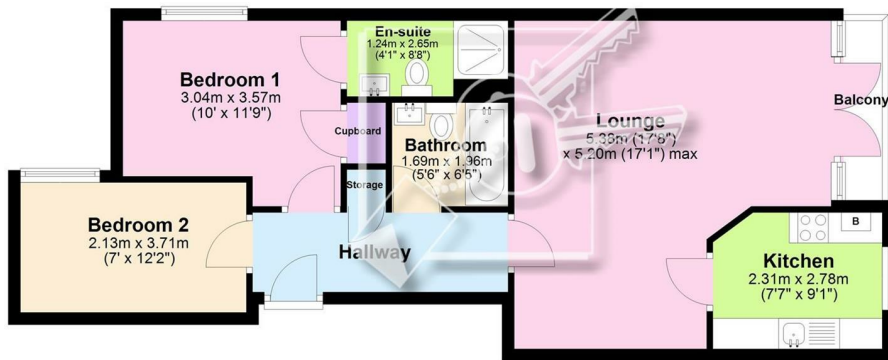 En-suite
1.24m x 2.65m
(4'1" x 8'8")
Bedroom 1
3.04m x 3.57m
(10' x 11'9")
Cupboard
Bathroom
1.69m x 1.96m
(5'6" x 6'5")
Storage
Lounge
5.38m (17'8")
x 5.20m (17'1") max
Balcony
Bedroom 2
2.13m x 3.71m
(7' x 12'2")
Hallway
B
Kitchen
2.31m x 2.78m
(7'7" x 9'1")